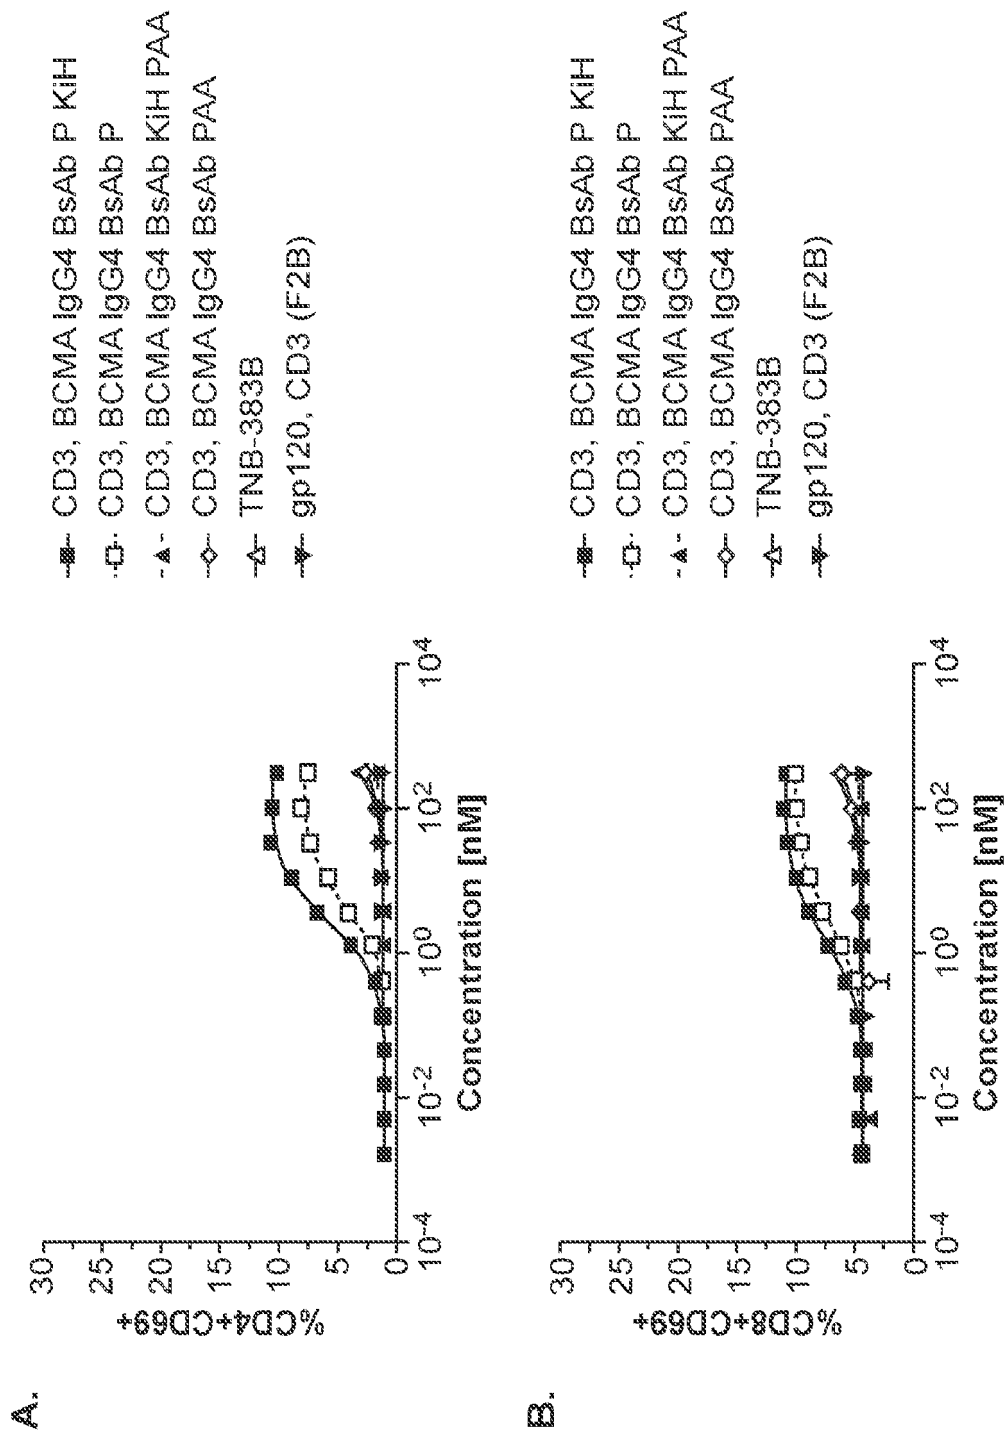 A.
%CD4+CD69+
30
25
20
15
10
5
0
10-4
10-2
100
102
104
Concentration [nM]
CD3, BCMA IgG4 BsAb P KiH
CD3, BCMA IgG4 BsAb P
CD3, BCMA IgG4 BsAb KiH PAA
CD3, BCMA IgG4 BsAb PAA
TNB-383B
gp120, CD3 (F2B)
B.
%CD8+CD69+
30
25
20
15
10
5
0
10-4
10-2
100
102
104
Concentration [nM]
CD3, BCMA IgG4 BsAb P KiH
CD3, BCMA IgG4 BsAb P
CD3, BCMA IgG4 BsAb KiH PAA
CD3, BCMA IgG4 BsAb PAA
TNB-383B
gp120, CD3 (F2B)